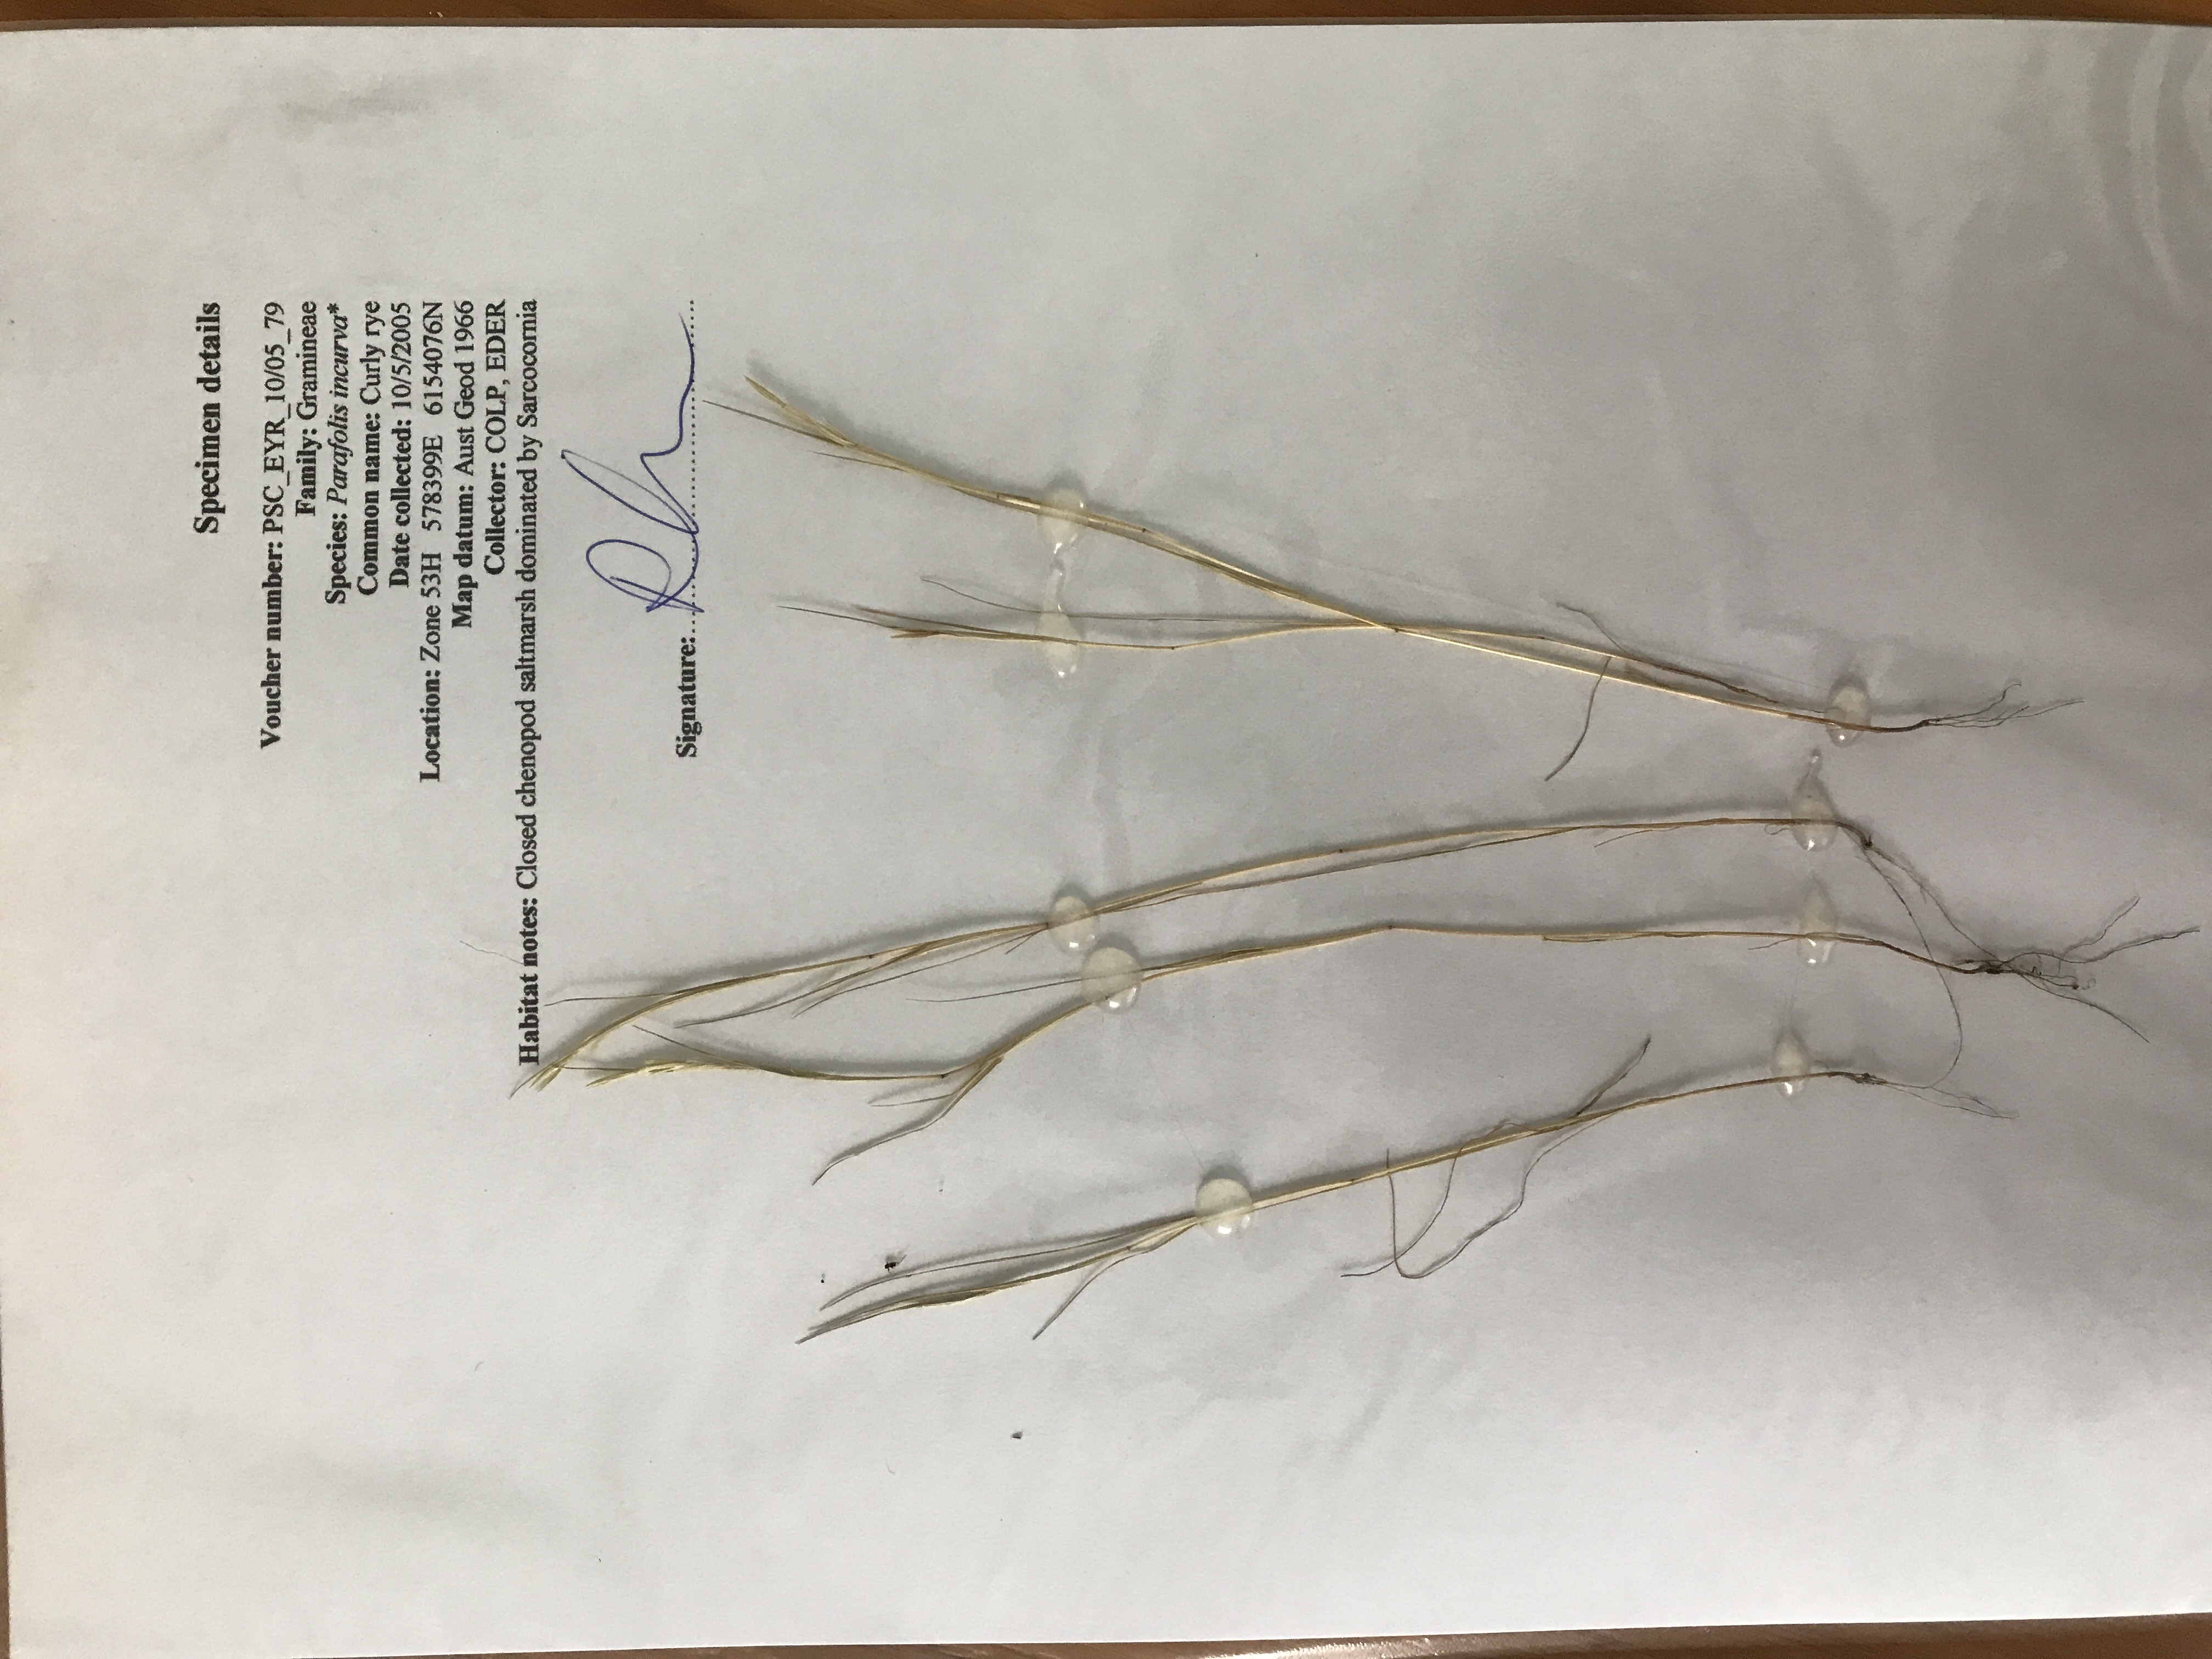 Specimen details
Voucher number: PSC_EYR_10/05_79
Family: Gramineae
Species: Parafolis incurva*
Common name: Curly rye
Date collected: 10/5/2005
Location: Zone 53H 578399E 6154076N
Map datum: Aust Geod 1966
Collector: COLP, EDER
Habitat notes: Closed chenopod saltmarsh dominated by Sarcocornia
Signature: